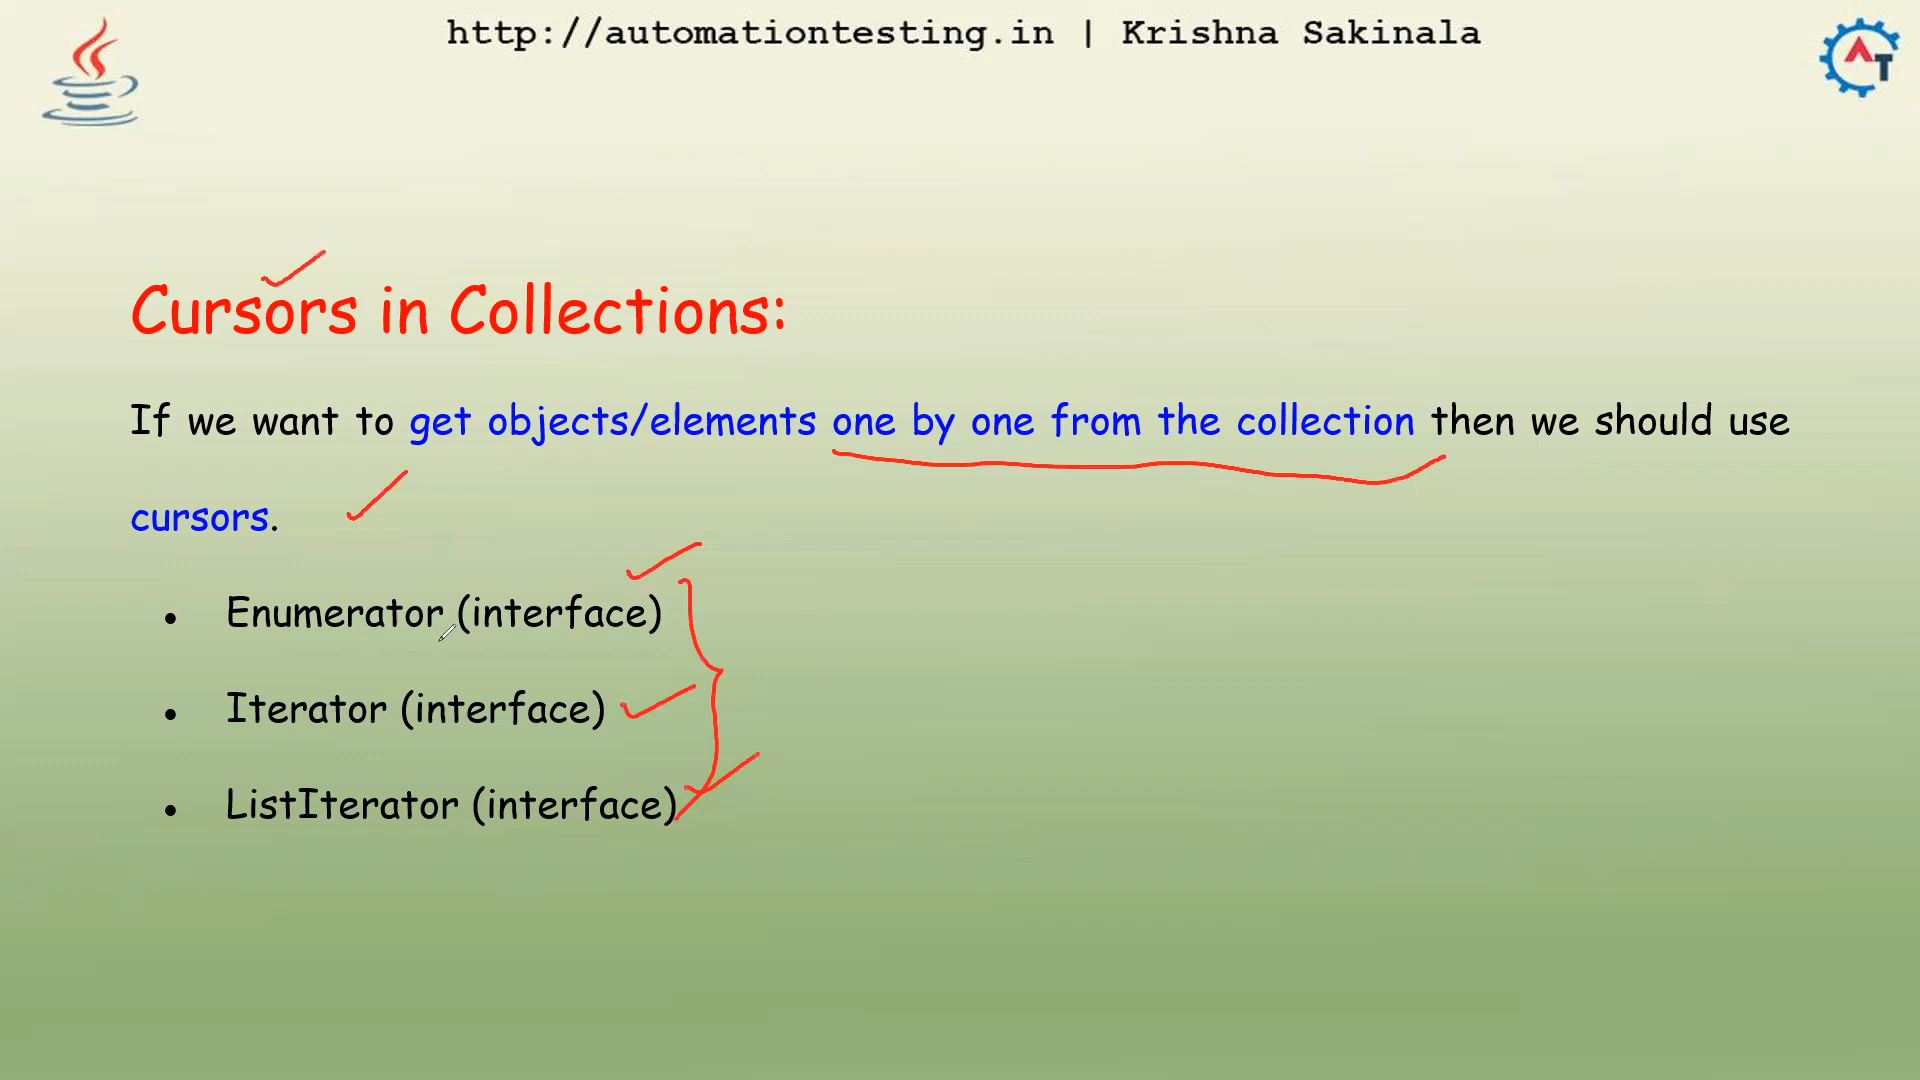 http://automationtesting.in | Krishna Sakinala
AT
Cursors in Collections:
If we want to get objects/elements one by one from the collection then we should use
cursors.
• Enumerator (interface)
• Iterator (interface)
• ListIterator (interface)